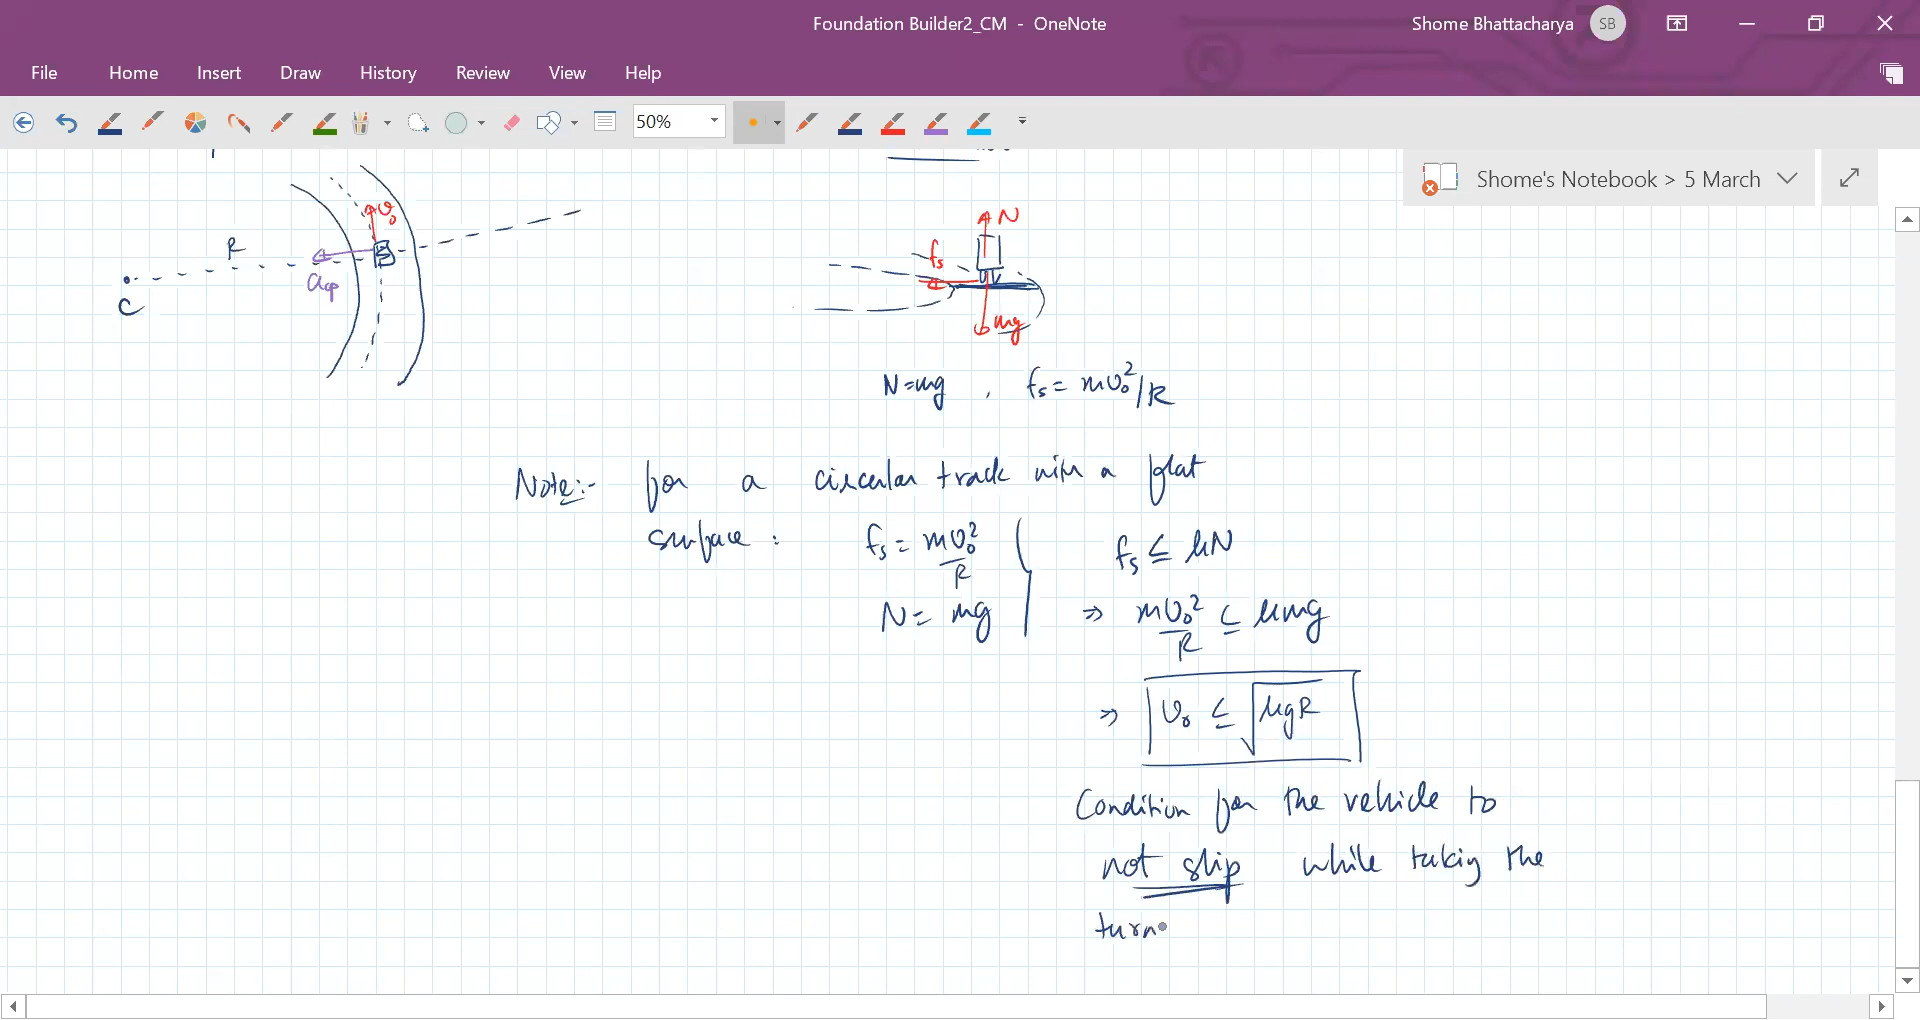 Foundation Builder2_CM - OneNote
Shome Bhattacharya
SB
File Home Insert Draw History Review View Help
50%
Shome's Notebook > 5 March
R
v₀
a_cp
C
N
fₛ
mg
N=mg , fₛ = mv₀²/R
Note:- for a circular track with a flat
surface : fₛ = mv₀²/R
N = mg
fₛ ≤ μN
⇒ mv₀²/R ≤ μmg
⇒ v₀ ≤ √μgR
Condition for the vehicle to
not slip while taking the
turn